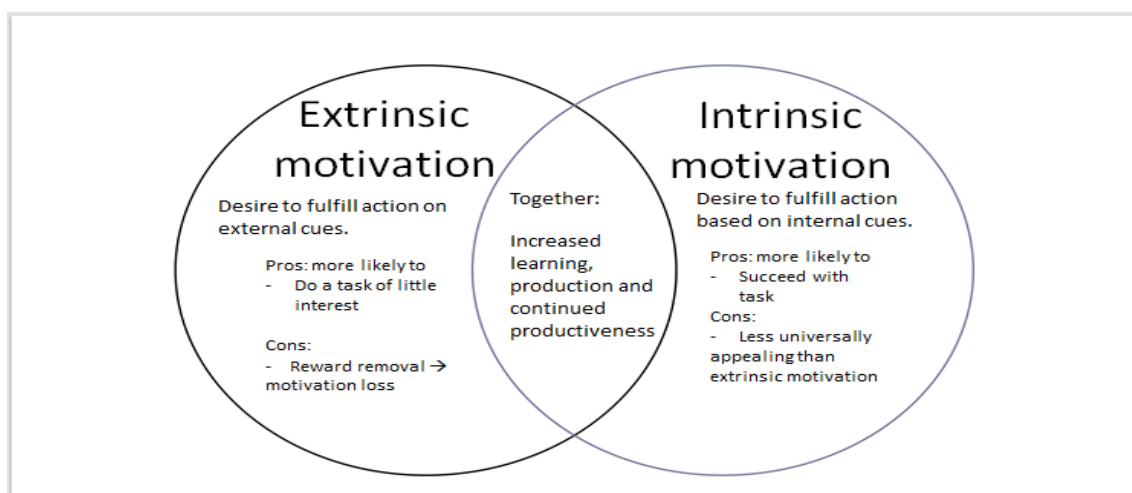 Extrinsic
motivation
Desire to fulfill action on
external cues.
Pros: more likely to
- Do a task of little
interest
Cons:
- Reward removal →
motivation loss
Together:
Increased
learning,
production and
continued
productiveness
Intrinsic
motivation
Desire to fulfill action
based on internal cues.
Pros: more likely to
- Succeed with
task
Cons:
- Less universally
appealing than
extrinsic motivation